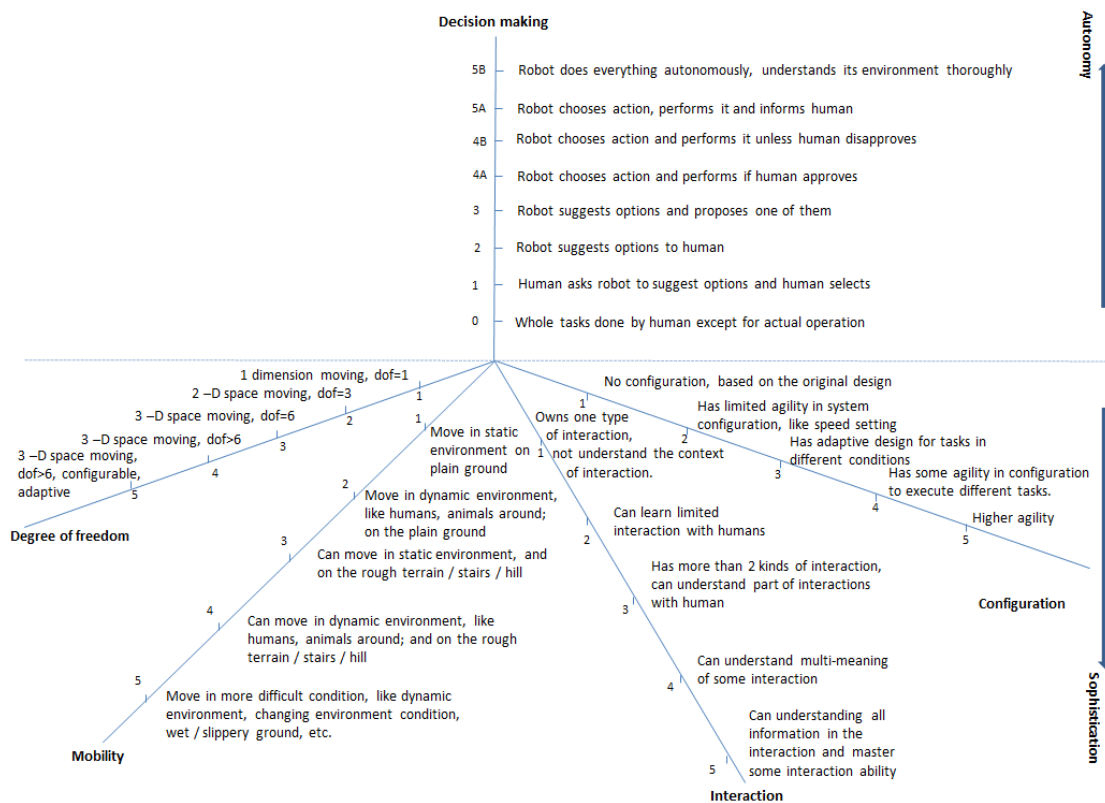 Decision making
Autonomy
5B
Robot does everything autonomously, understands its environment thoroughly
5A
Robot chooses action, performs it and informs human
4B
Robot chooses action and performs it unless human disapproves
4A
Robot chooses action and performs if human approves
3
Robot suggests options and proposes one of them
2
Robot suggests options to human
1
Human asks robot to suggest options and human selects
0
Whole tasks done by human except for actual operation
1 dimension moving, dof=1
1
2 –D space moving, dof=3
2
3 –D space moving, dof=6
3
3 –D space moving, dof>6
4
3 –D space moving,
dof>6, configurable,
adaptive
5
Degree of freedom
1
Move in static
environment on
plain ground
2
Move in dynamic environment,
like humans, animals around;
on the plain ground
3
Can move in static environment, and
on the rough terrain / stairs / hill
4
Can move in dynamic environment, like
humans, animals around; and on the rough
terrain / stairs / hill
5
Move in more difficult condition, like dynamic
environment, changing environment condition,
wet / slippery ground, etc.
Mobility
Owns one type
of interaction,
1 not understand the context
of interaction.
Can learn limited
interaction with humans
2
Has more than 2 kinds of interaction,
can understand part of interactions
with human
3
Can understand multi-meaning
of some interaction
4
Can understanding all
information in the
interaction and master
some interaction ability
5
Interaction
No configuration, based on the original design
1
Has limited agility in system
configuration, like speed setting
2
Has adaptive design for tasks in
different conditions
3
Has some agility in configuration
to execute different tasks.
4
Higher agility
5
Configuration
Sophistication